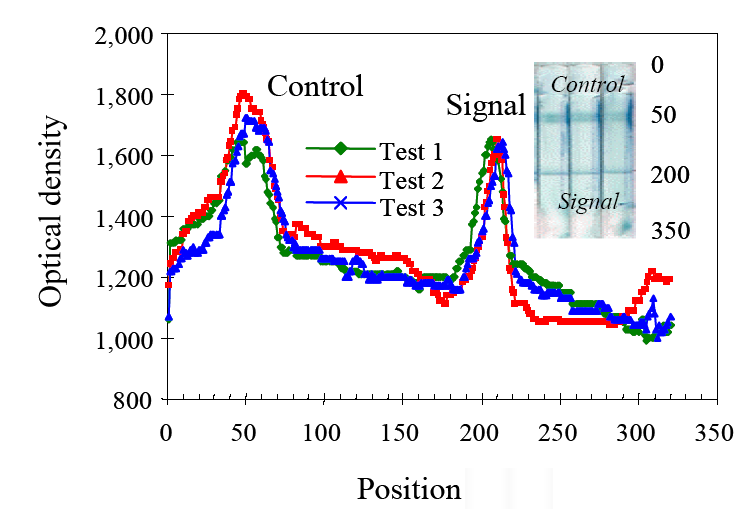 2,000
1,800
1,600
1,400
1,200
1,000
800
Optical density
Control
Signal
Test 1
Test 2
Test 3
Control
Signal
0
50
200
350
0 50 100 150 200 250 300 350
Position